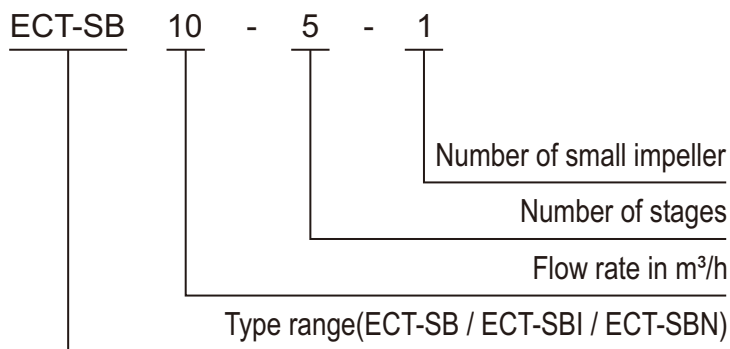 ECT-SB 10 - 5 - 1
Number of small impeller
Number of stages
Flow rate in m³/h
Type range(ECT-SB / ECT-SBI / ECT-SBN)